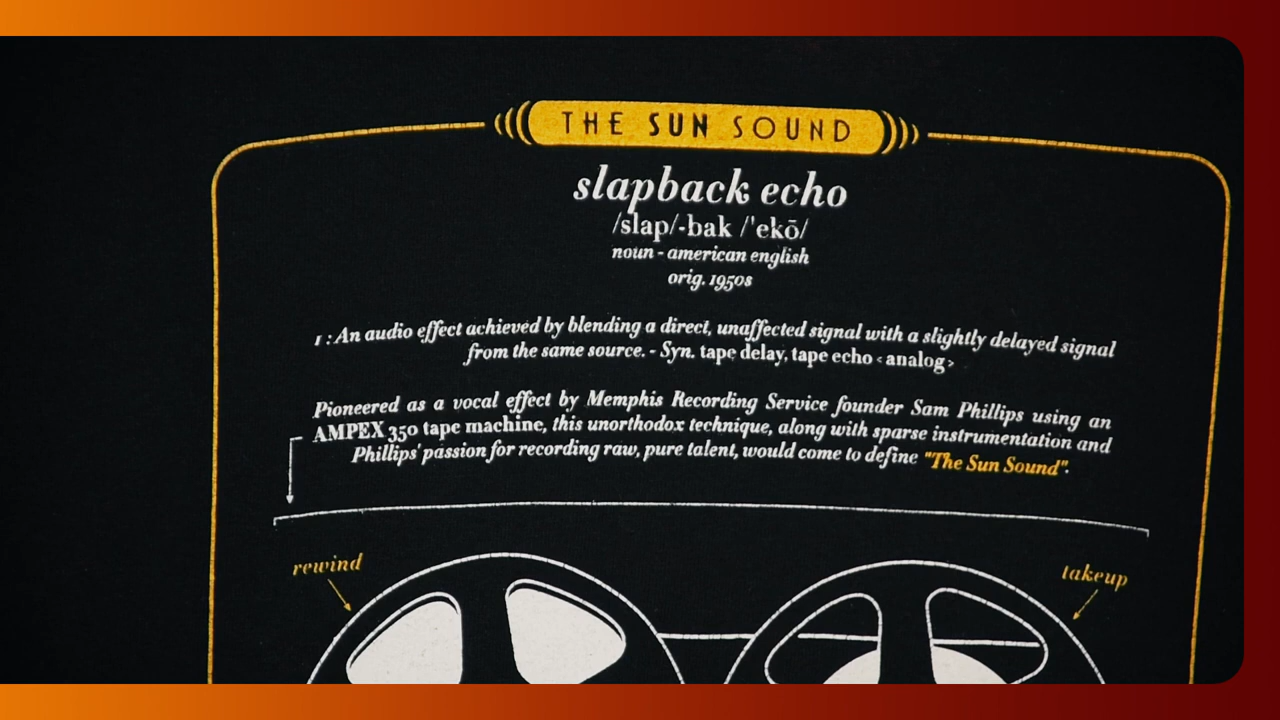 THE SUN SOUND
slapback echo
/slap/-bak /'ekō/
noun - american english
orig. 1950s
1 : An audio effect achieved by blending a direct, unaffected signal with a slightly delayed signal
from the same source. - Syn. tape delay, tape echo <analog>
Pioneered as a vocal effect by Memphis Recording Service founder Sam Phillips using an
AMPEX 350 tape machine, this unorthodox technique, along with sparse instrumentation and
Phillips' passion for recording raw, pure talent, would come to define "The Sun Sound".
rewind
takeup